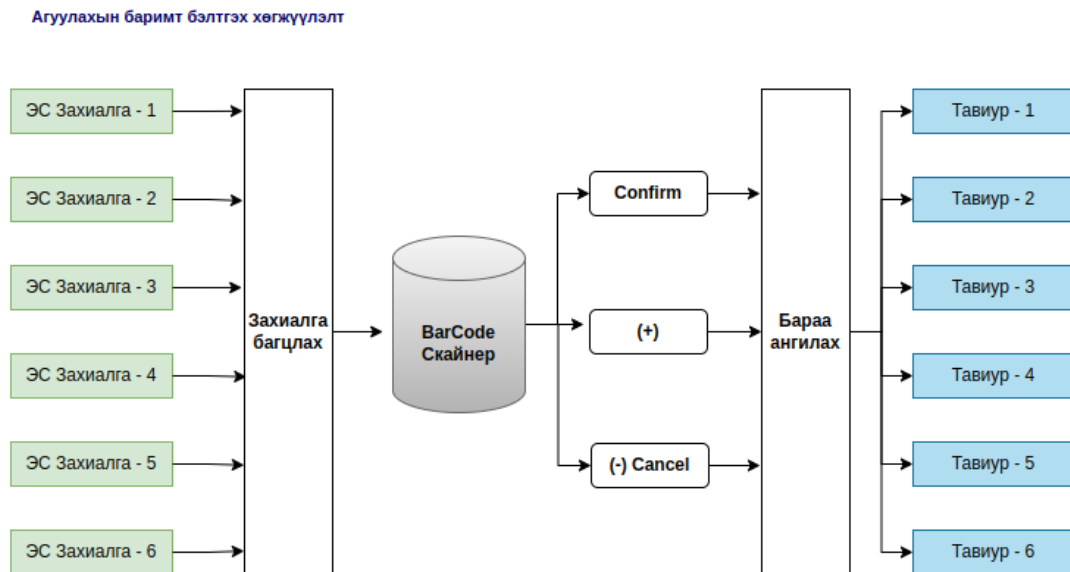 Агуулахын баримт бэлтгэх хөгжүүлэлт
ЭС Захиалга - 1
ЭС Захиалга - 2
ЭС Захиалга - 3
ЭС Захиалга - 4
ЭС Захиалга - 5
ЭС Захиалга - 6
Захиалга
багцлах
BarCode
Скайнер
Confirm
(+)
(-) Cancel
Бараа
ангилах
Тавиур - 1
Тавиур - 2
Тавиур - 3
Тавиур - 4
Тавиур - 5
Тавиур - 6